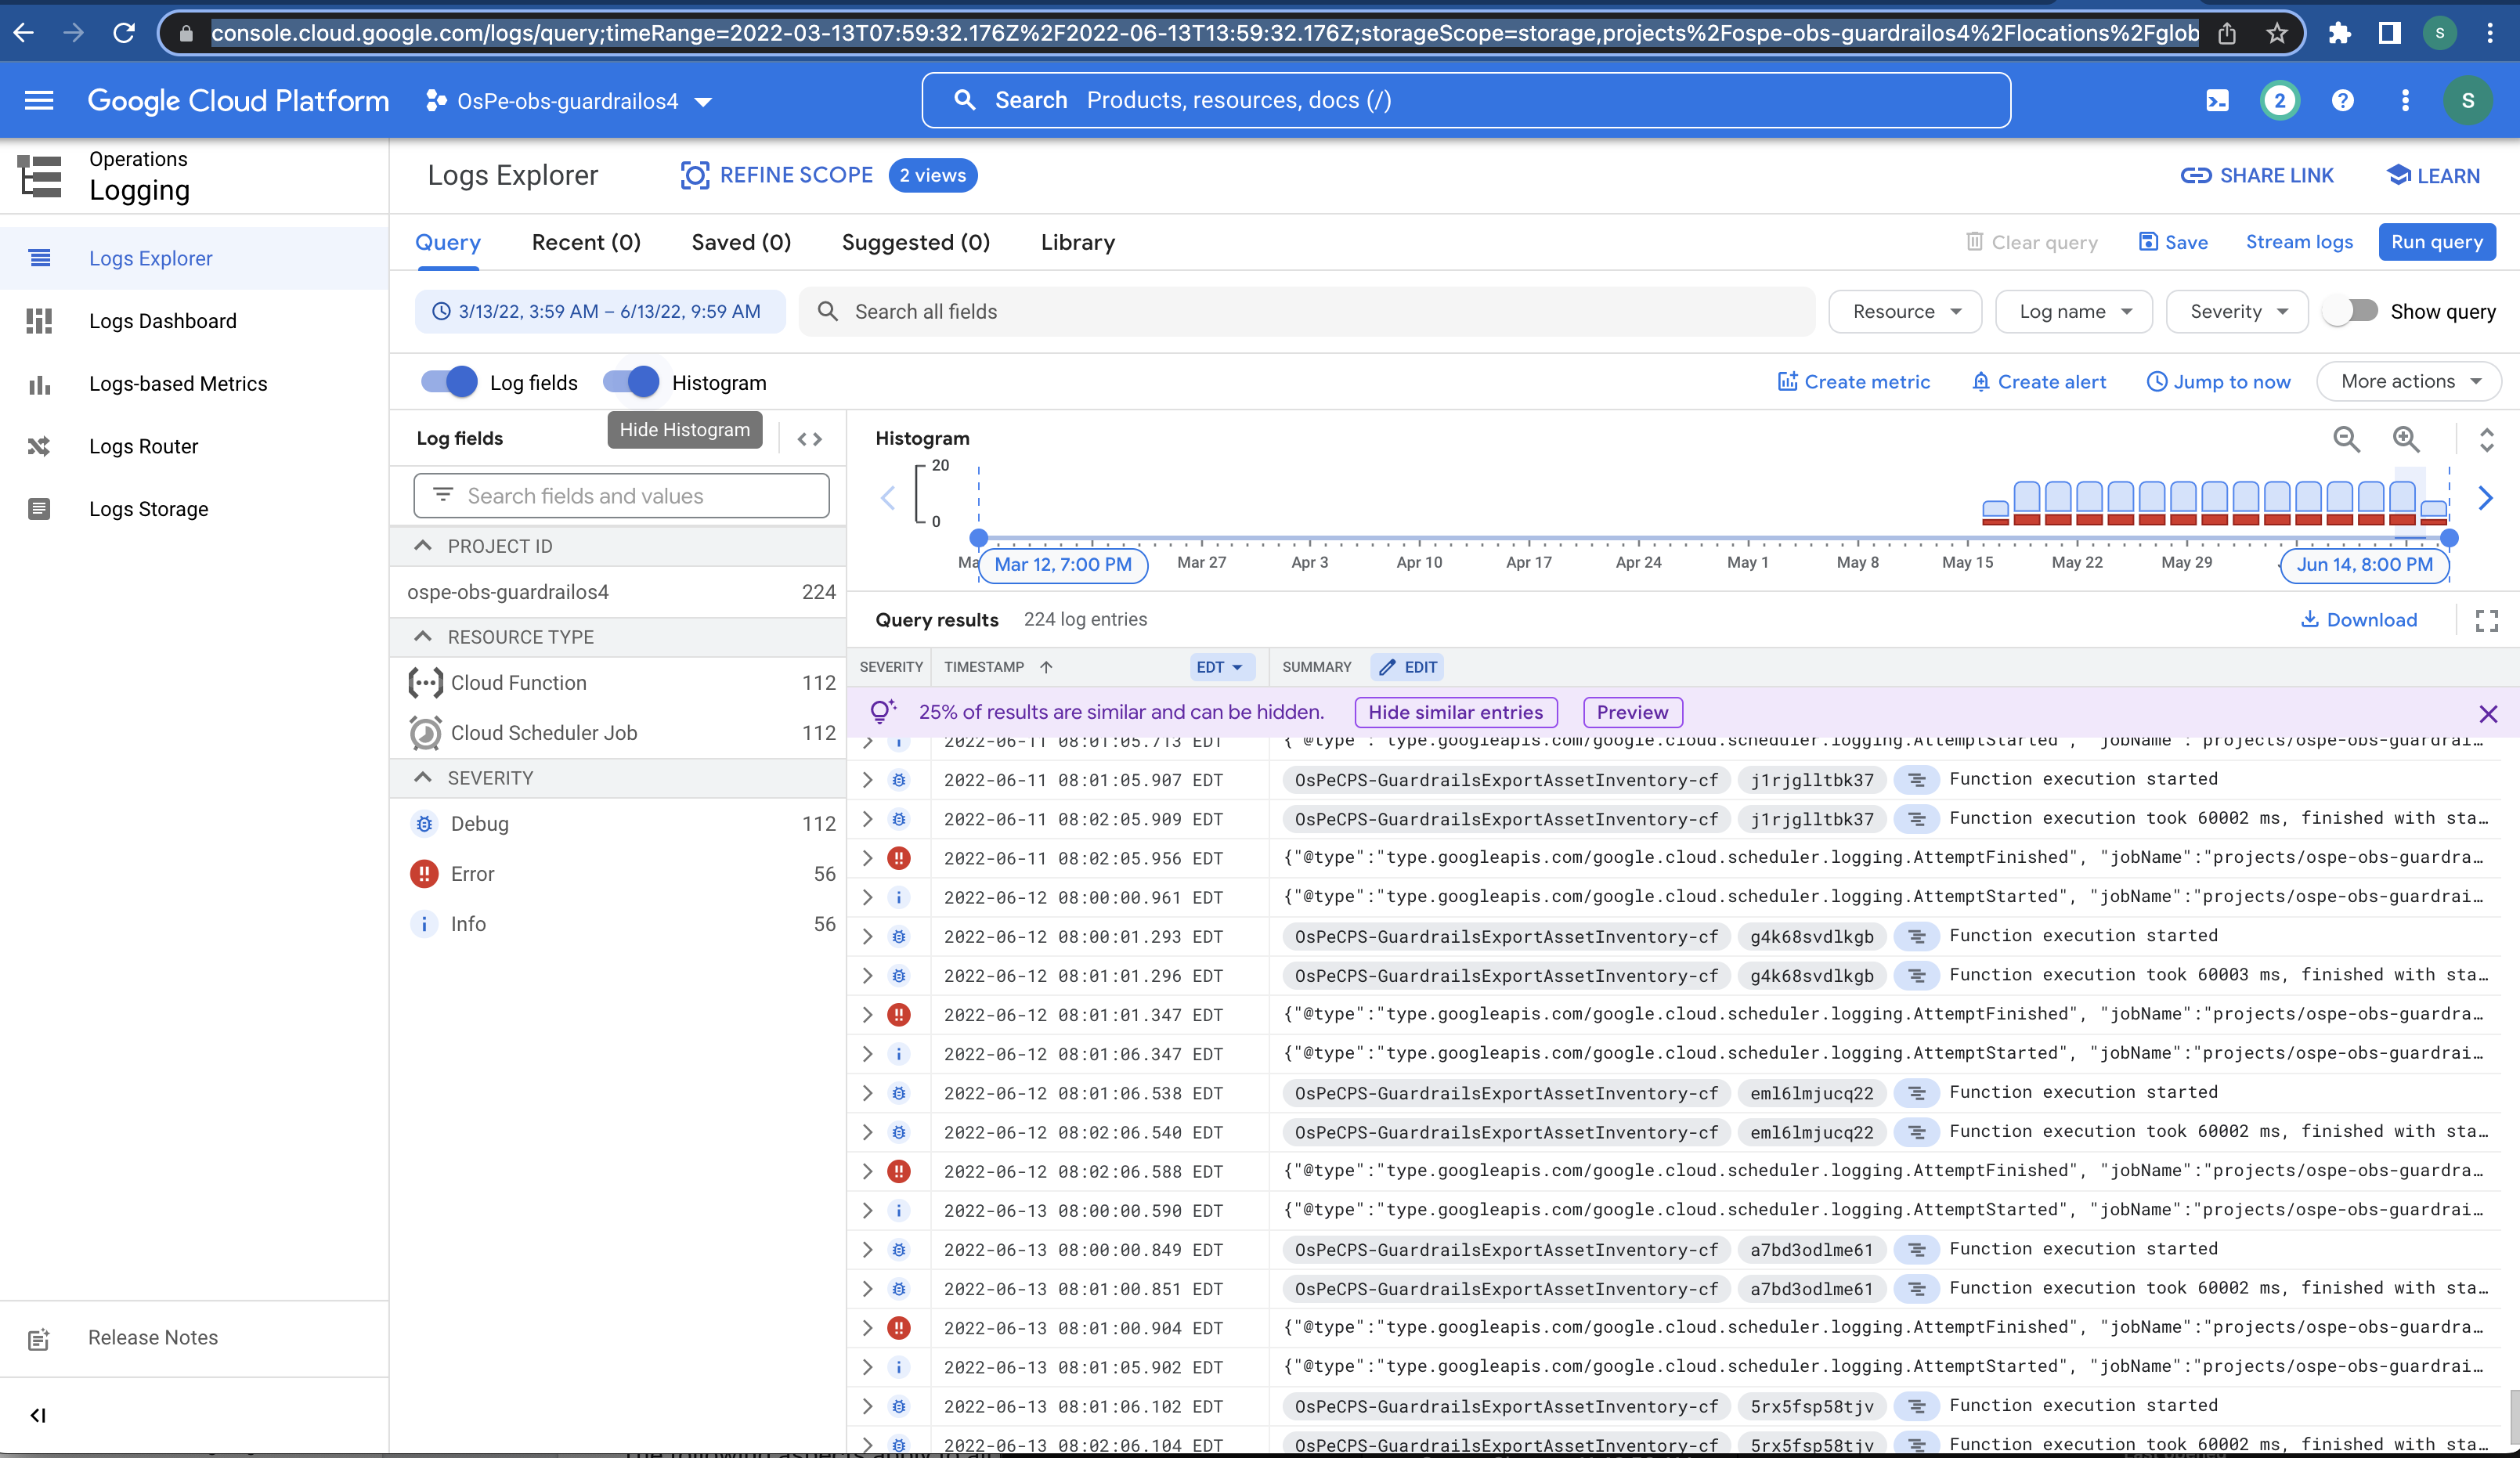 console.cloud.google.com/logs/query;timeRange=2022-03-13T07:59:32.176Z%2F2022-06-13T13:59:32.176Z;storageScope=storage,projects%2Fospe-obs-guardrailos4%2Flocations%2Fglob
S
Google Cloud Platform OsPe-obs-guardrailos4 Search Products, resources, docs (/) 2 ? S
Operations
Logging
Logs Explorer
Logs Dashboard
Logs-based Metrics
Logs Router
Logs Storage
Release Notes
Logs Explorer REFINE SCOPE 2 views SHARE LINK LEARN
Query Recent (0) Saved (0) Suggested (0) Library Clear query Save Stream logs Run query
3/13/22, 3:59 AM – 6/13/22, 9:59 AM Search all fields Resource Log name Severity Show query
Log fields Histogram Create metric Create alert Jump to now More actions
Hide Histogram
Log fields
Search fields and values
PROJECT ID
ospe-obs-guardrailos4 224
RESOURCE TYPE
Cloud Function 112
Cloud Scheduler Job 112
SEVERITY
Debug 112
Error 56
Info 56
Histogram
20
0
Ma Mar 12, 7:00 PM Mar 27 Apr 3 Apr 10 Apr 17 Apr 24 May 1 May 8 May 15 May 22 May 29 Jun 14, 8:00 PM
Query results 224 log entries Download
SEVERITY TIMESTAMP EDT SUMMARY EDIT
25% of results are similar and can be hidden. Hide similar entries Preview
2022-06-11 08:01:05.713 EDT {"@type":"type.googleapis.com/google.cloud.scheduler.logging.AttemptStarted", "jobName":"projects/ospe-obs-guardrai…
2022-06-11 08:01:05.907 EDT OsPeCPS-GuardrailsExportAssetInventory-cf j1rjglltbk37 Function execution started
2022-06-11 08:02:05.909 EDT OsPeCPS-GuardrailsExportAssetInventory-cf j1rjglltbk37 Function execution took 60002 ms, finished with sta…
2022-06-11 08:02:05.956 EDT {"@type":"type.googleapis.com/google.cloud.scheduler.logging.AttemptFinished", "jobName":"projects/ospe-obs-guardra…
2022-06-12 08:00:00.961 EDT {"@type":"type.googleapis.com/google.cloud.scheduler.logging.AttemptStarted", "jobName":"projects/ospe-obs-guardrai…
2022-06-12 08:00:01.293 EDT OsPeCPS-GuardrailsExportAssetInventory-cf g4k68svdlkgb Function execution started
2022-06-12 08:01:01.296 EDT OsPeCPS-GuardrailsExportAssetInventory-cf g4k68svdlkgb Function execution took 60003 ms, finished with sta…
2022-06-12 08:01:01.347 EDT {"@type":"type.googleapis.com/google.cloud.scheduler.logging.AttemptFinished", "jobName":"projects/ospe-obs-guardra…
2022-06-12 08:01:06.347 EDT {"@type":"type.googleapis.com/google.cloud.scheduler.logging.AttemptStarted", "jobName":"projects/ospe-obs-guardrai…
2022-06-12 08:01:06.538 EDT OsPeCPS-GuardrailsExportAssetInventory-cf eml6lmjucq22 Function execution started
2022-06-12 08:02:06.540 EDT OsPeCPS-GuardrailsExportAssetInventory-cf eml6lmjucq22 Function execution took 60002 ms, finished with sta…
2022-06-12 08:02:06.588 EDT {"@type":"type.googleapis.com/google.cloud.scheduler.logging.AttemptFinished", "jobName":"projects/ospe-obs-guardra…
2022-06-13 08:00:00.590 EDT {"@type":"type.googleapis.com/google.cloud.scheduler.logging.AttemptStarted", "jobName":"projects/ospe-obs-guardrai…
2022-06-13 08:00:00.849 EDT OsPeCPS-GuardrailsExportAssetInventory-cf a7bd3odlme61 Function execution started
2022-06-13 08:01:00.851 EDT OsPeCPS-GuardrailsExportAssetInventory-cf a7bd3odlme61 Function execution took 60002 ms, finished with sta…
2022-06-13 08:01:00.904 EDT {"@type":"type.googleapis.com/google.cloud.scheduler.logging.AttemptFinished", "jobName":"projects/ospe-obs-guardra…
2022-06-13 08:01:05.902 EDT {"@type":"type.googleapis.com/google.cloud.scheduler.logging.AttemptStarted", "jobName":"projects/ospe-obs-guardrai…
2022-06-13 08:01:06.102 EDT OsPeCPS-GuardrailsExportAssetInventory-cf 5rx5fsp58tjv Function execution started
2022-06-13 08:02:06.104 EDT OsPeCPS-GuardrailsExportAssetInventory-cf 5rx5fsp58tjv Function execution took 60002 ms, finished with sta…